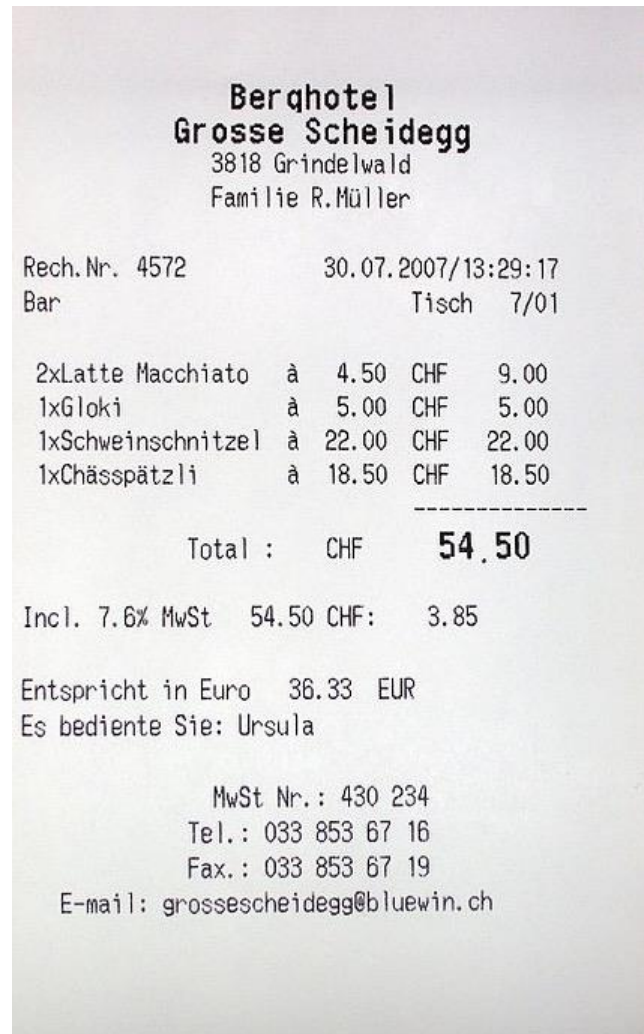 Berghotel
Grosse Scheidegg
3818 Grindelwald
Familie R.Müller
Rech.Nr. 4572 30.07.2007/13:29:17
Bar Tisch 7/01
2xLatte Macchiato à 4.50 CHF 9.00
1xGloki à 5.00 CHF 5.00
1xSchweinschnitzel à 22.00 CHF 22.00
1xChässpätzli à 18.50 CHF 18.50
--------------
Total : CHF 54.50
Incl. 7.6% MwSt 54.50 CHF: 3.85
Entspricht in Euro 36.33 EUR
Es bediente Sie: Ursula
MwSt Nr.: 430 234
Tel.: 033 853 67 16
Fax.: 033 853 67 19
E-mail: grossescheidegg@bluewin.ch